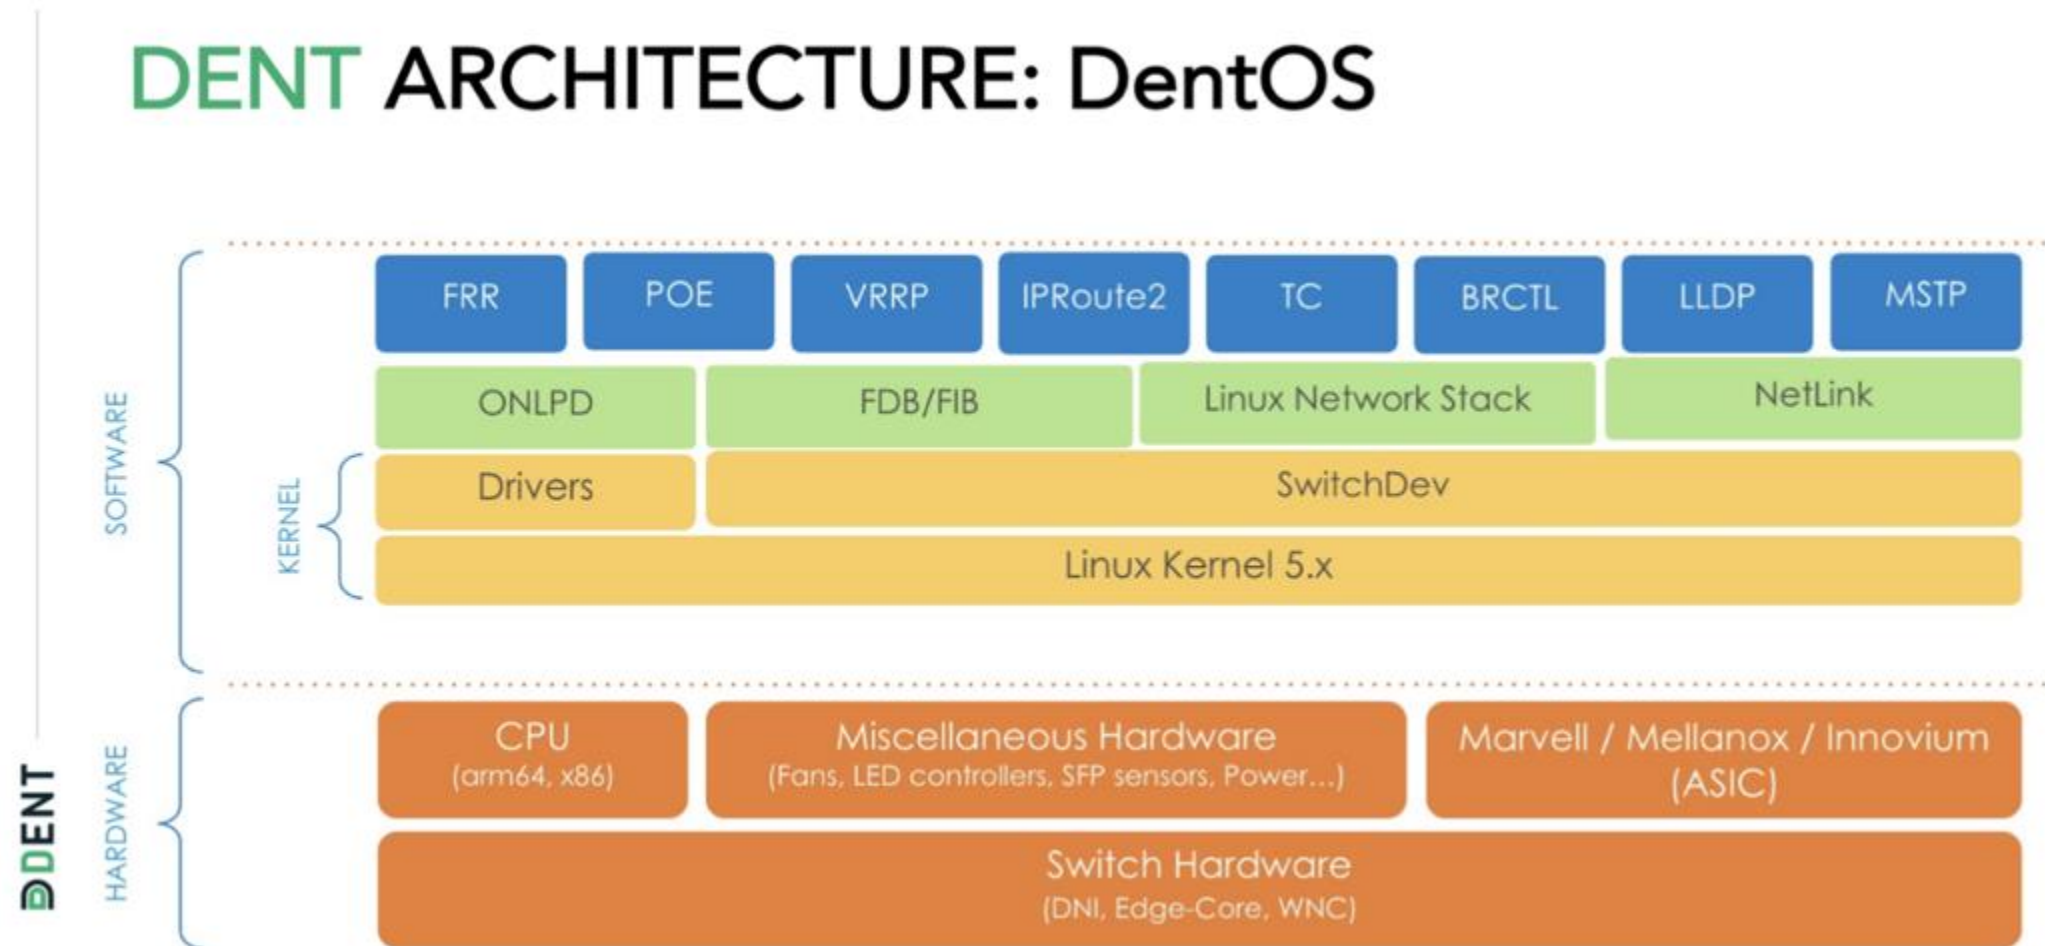 DENT ARCHITECTURE: DentOS
SOFTWARE
FRR
POE
VRRP
IPRoute2
TC
BRCTL
LLDP
MSTP
ONLPD
FDB/FIB
Linux Network Stack
NetLink
KERNEL
Drivers
SwitchDev
Linux Kernel 5.x
HARDWARE
CPU
(arm64, x86)
Miscellaneous Hardware
(Fans, LED controllers, SFP sensors, Power...)
Marvell / Mellanox / Innovium
(ASIC)
Switch Hardware
(DNI, Edge-Core, WNC)
DENT